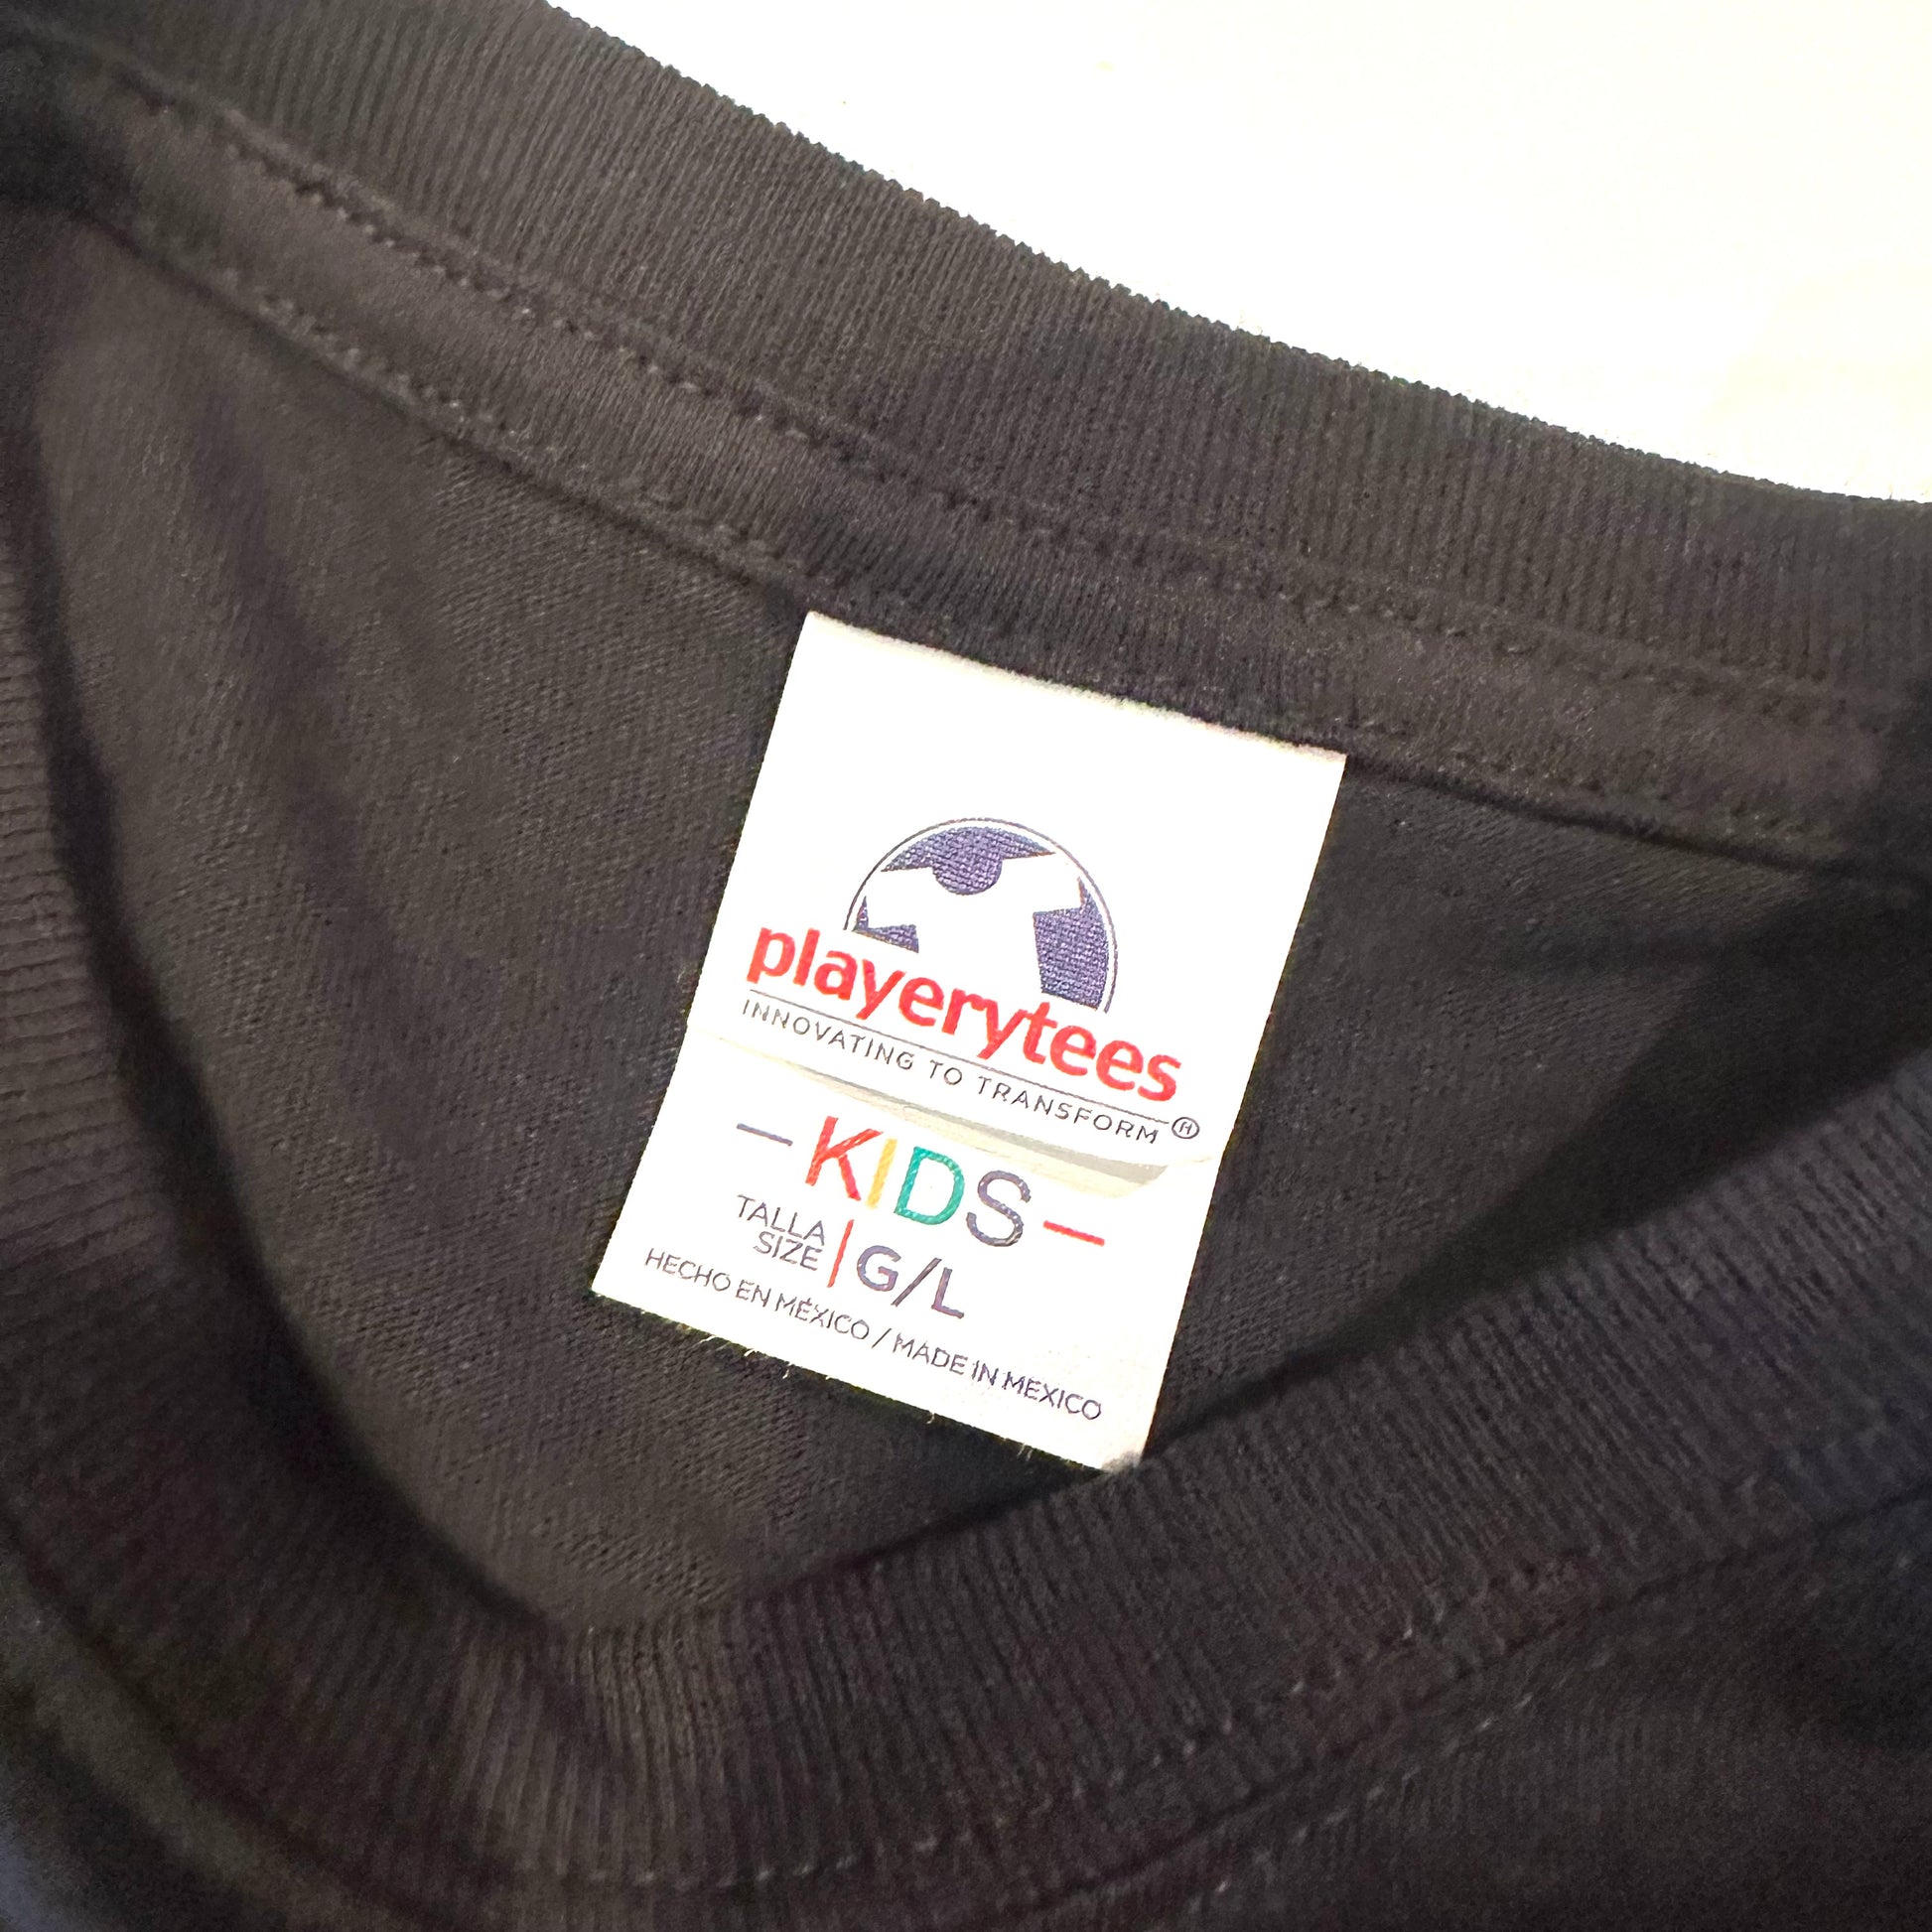 playerytees
INNOVATING TO TRANSFORM Ⓗ
- KIDS -
TALLA
SIZE | G/L
HECHO EN MÉXICO / MADE IN MEXICO